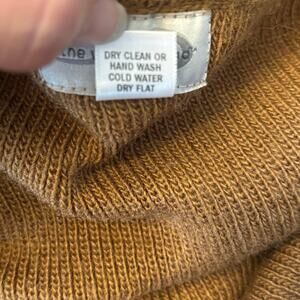 the
DRY CLEAN OR
HAND WASH
COLD WATER
DRY FLAT